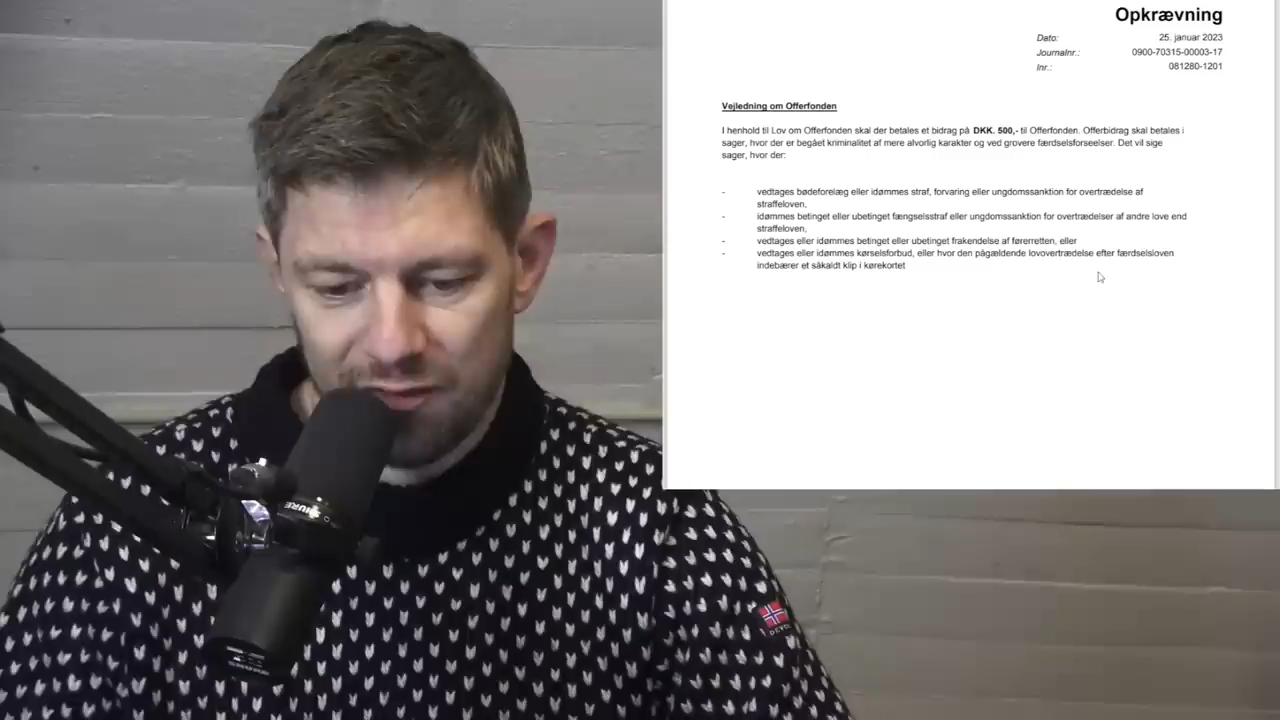 Opkrævning
Dato: 25. januar 2023
Journalnr.: 0900-70315-00003-17
Inr.: 081280-1201
Vejledning om Offerfonden
I henhold til Lov om Offerfonden skal der betales et bidrag på DKK. 500,- til Offerfonden. Offerbidrag skal betales i
sager, hvor der er begået kriminalitet af mere alvorlig karakter og ved grovere færdselsforseelser. Det vil sige
sager, hvor der:
- vedtages bødeforelæg eller idømmes straf, forvaring eller ungdomssanktion for overtrædelse af
straffeloven,
- idømmes betinget eller ubetinget fængselsstraf eller ungdomssanktion for overtrædelser af andre love end
straffeloven,
- vedtages eller idømmes betinget eller ubetinget frakendelse af førerretten, eller
- vedtages eller idømmes kørselsforbud, eller hvor den pågældende lovovertrædelse efter færdselsloven
indebærer et såkaldt klip i kørekortet
SHURE
DEVOLD